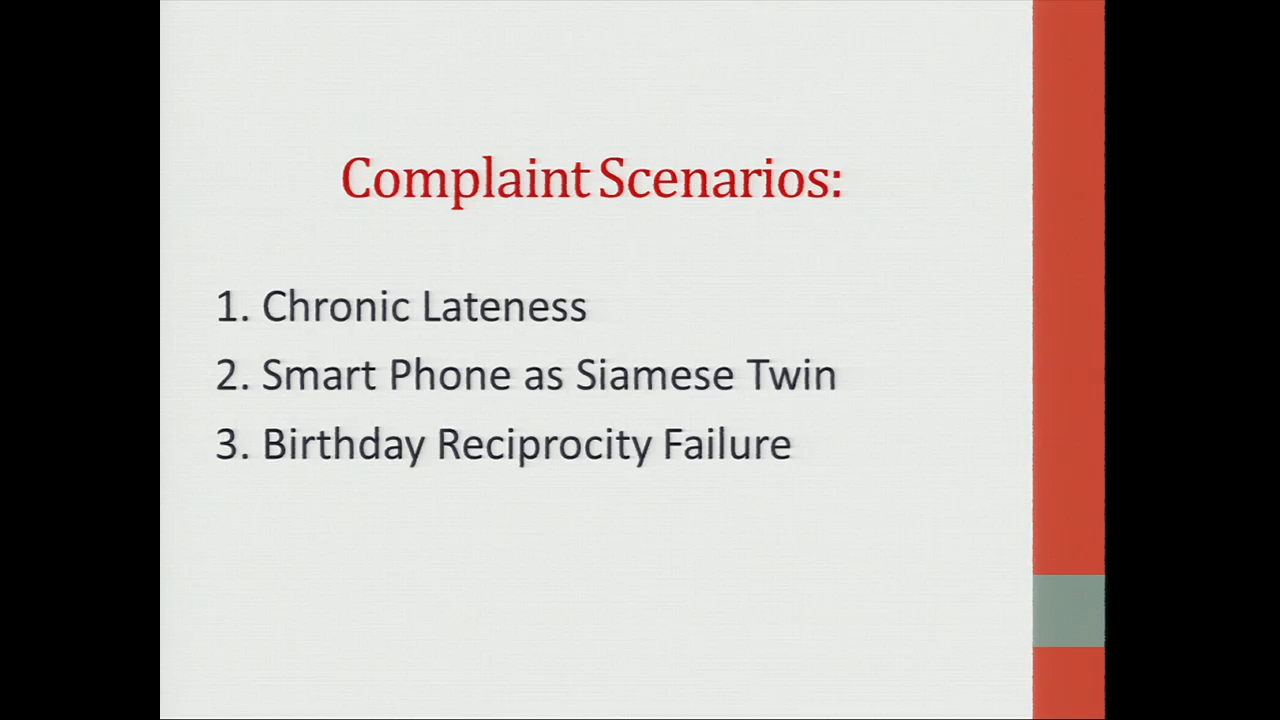 Complaint Scenarios:
1. Chronic Lateness
2. Smart Phone as Siamese Twin
3. Birthday Reciprocity Failure